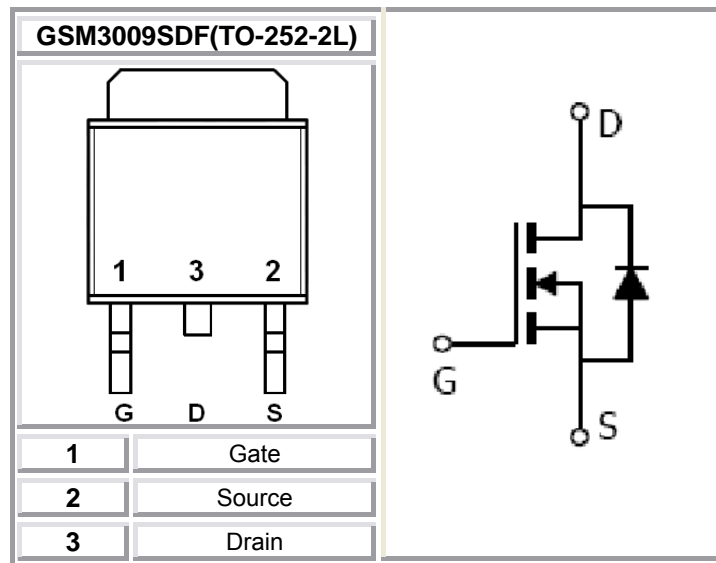 GSM3009SDF(TO-252-2L)
1 3 2
G D S
1 Gate
2 Source
3 Drain
D
G
S